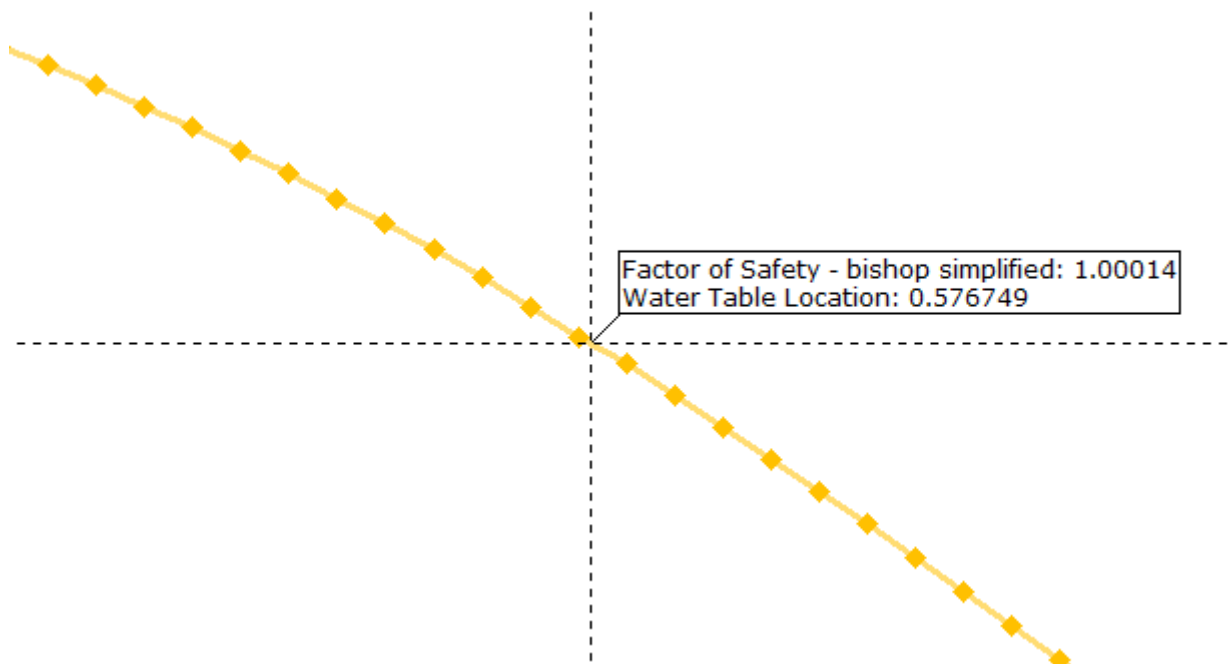 Factor of Safety - bishop simplified: 1.00014
Water Table Location: 0.576749